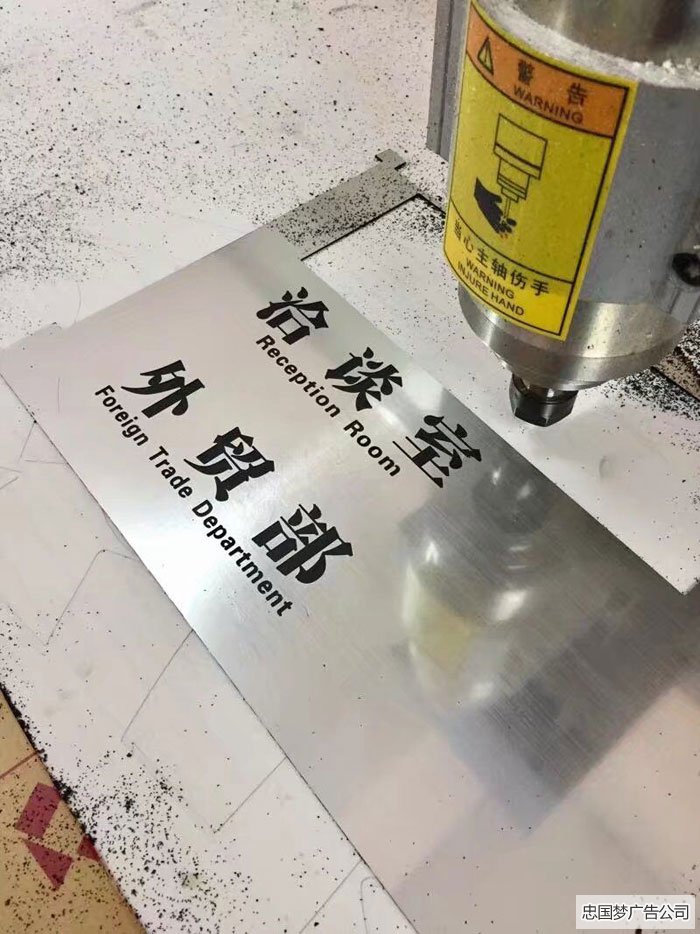 警 告
WARNING
当心主轴伤手
WARNING
INJURE HAND
洽谈室
Reception Room
外贸部
Foreign Trade Department
忠国梦广告公司